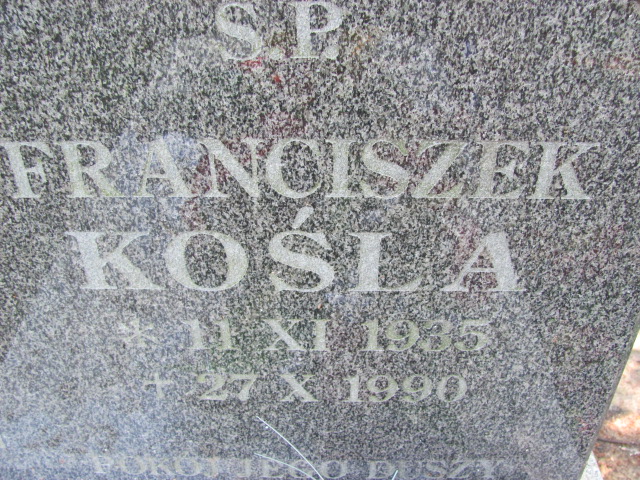 Ś.P.
FRANCISZEK
KOŚLA
* 11 XI 1935
+ 27 X 1990
POKÓJ JEGO DUSZY